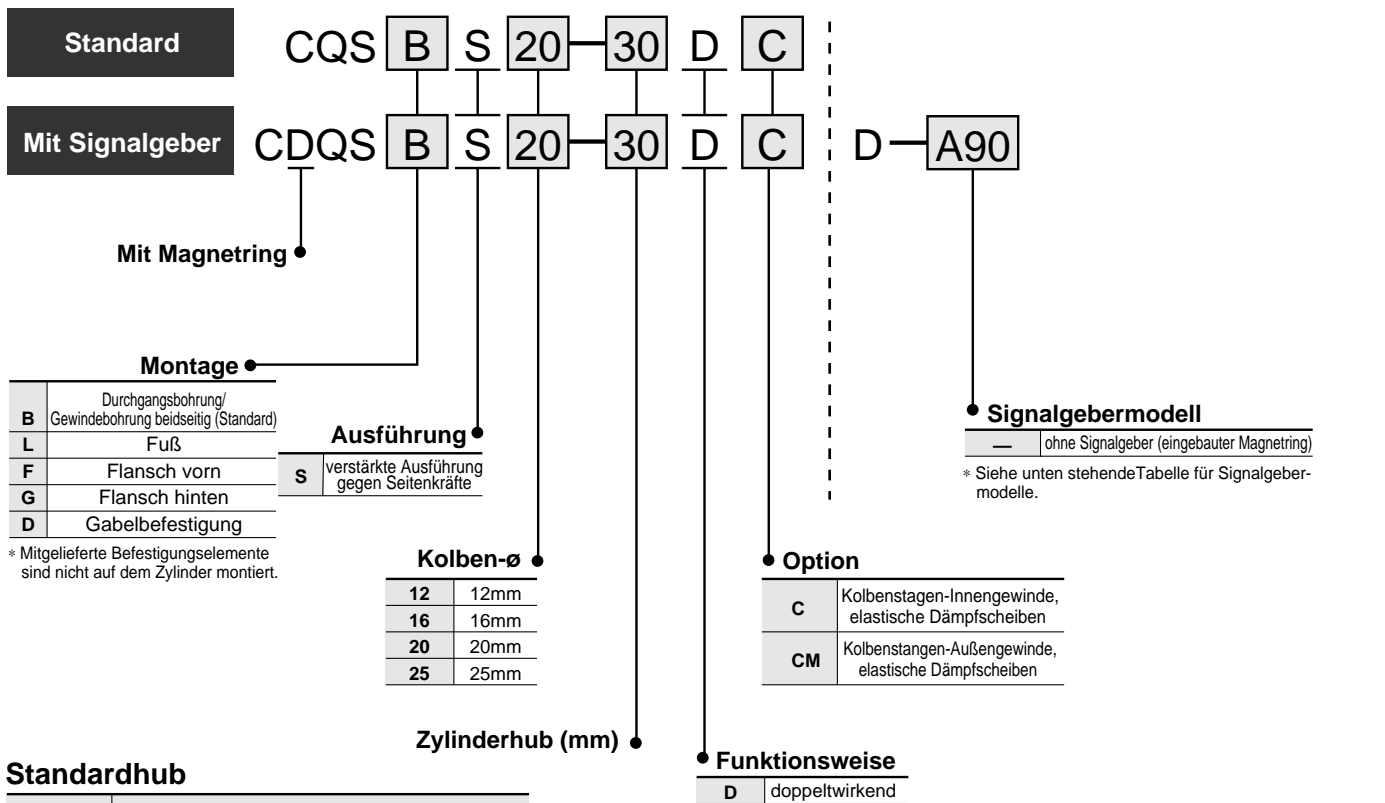 Standard CQS B S 20 30 D C
Mit Signalgeber CDQS B S 20 30 D C D A90
Mit Magnetring
Montage
B Durchgangsbohrung/
Gewindebohrung beidseitig (Standard)
L Fuß
F Flansch vorn
G Flansch hinten
D Gabelbefestigung
* Mitgelieferte Befestigungselemente
sind nicht auf dem Zylinder montiert.
Ausführung
S verstärkte Ausführung
gegen Seitenkräfte
Signalgebermodell
— ohne Signalgeber (eingebauter Magnetring)
* Siehe unten stehendeTabelle für Signalgeber-
modelle.
Kolben-ø
12 12mm
16 16mm
20 20mm
25 25mm
Option
C Kolbenstagen-Innengewinde,
elastische Dämpfscheiben
CM Kolbenstangen-Außengewinde,
elastische Dämpfscheiben
Zylinderhub (mm)
Funktionsweise
D doppeltwirkend
Standardhub